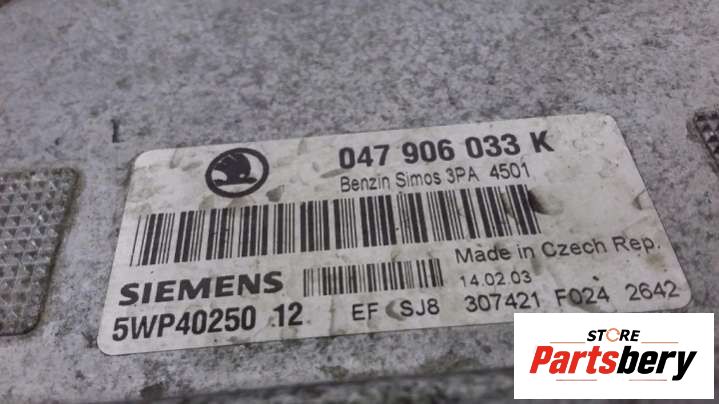 047 906 033 K
Benzin Simos 3PA 4501
Made in Czech Rep.
SIEMENS
14.02.03
5WP40250 12
EF SJ8 307421 F024 2642
STORE
Partsbery